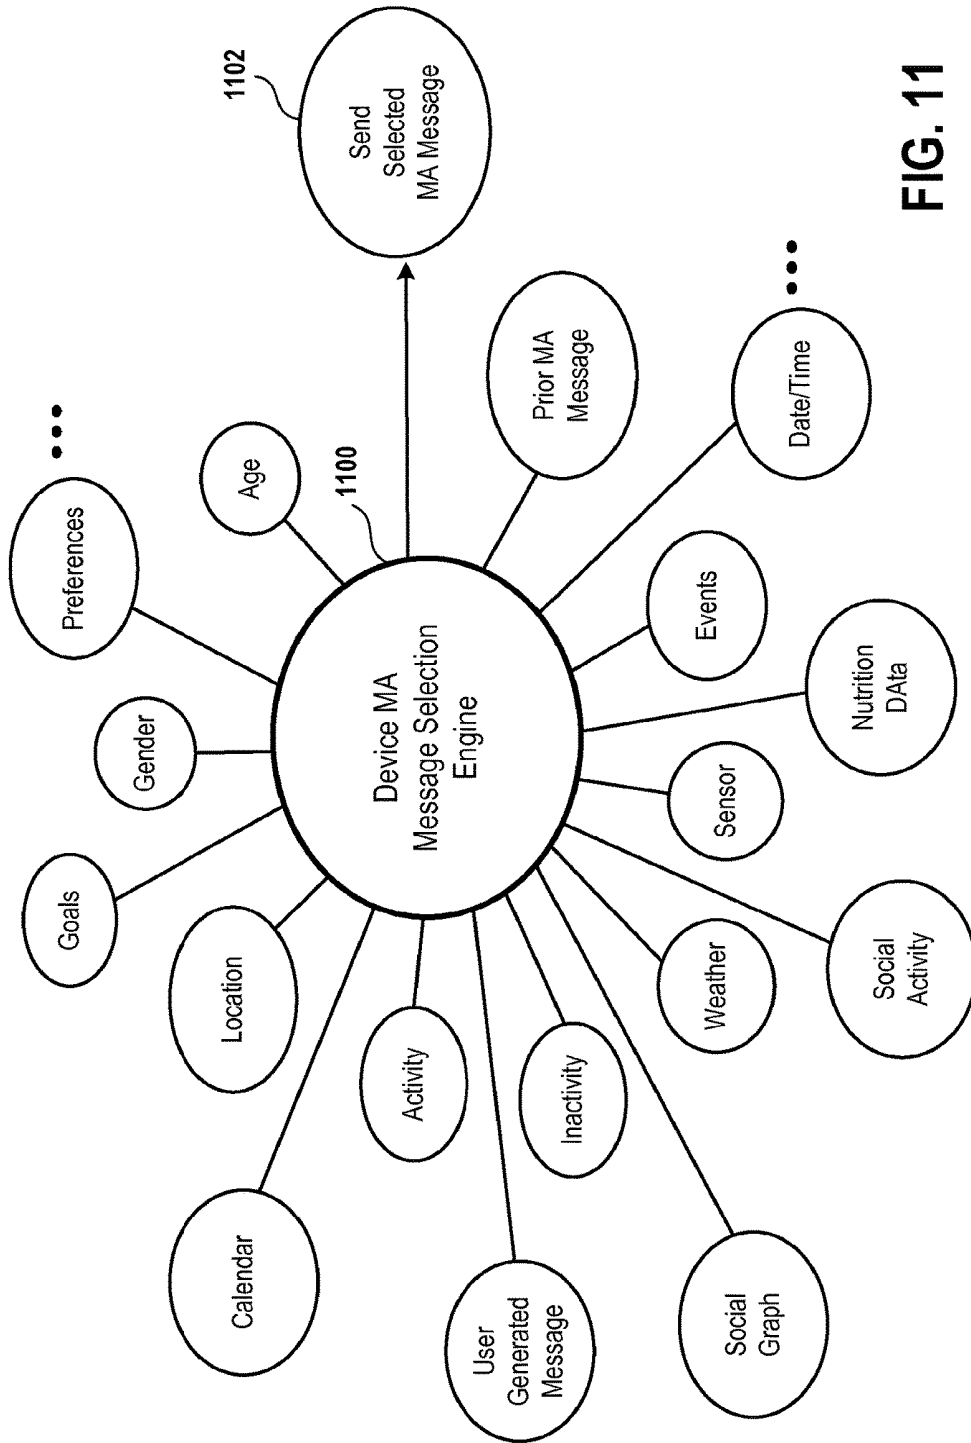 Calendar
Goals
Location
Gender
Preferences
Age
Activity
User
Generated
Message
Inactivity
Social
Graph
Weather
Social
Activity
Sensor
Nutrition
DAta
Events
Date/Time
Prior MA
Message
Device MA
Message Selection
Engine
1100
Send
Selected
MA Message
1102
FIG. 11